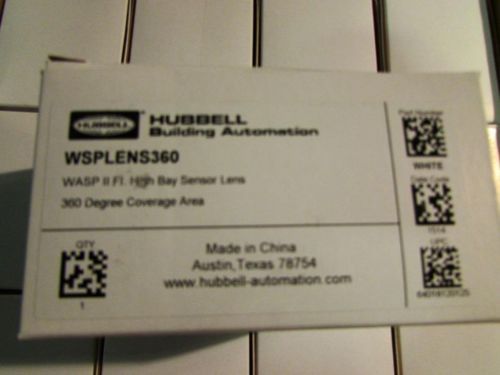 HUBBELL
HUBBELL
Building Automation
WSPLENS360
WASP II Fl. High Bay Sensor Lens
360 Degree Coverage Area
QTY
1
Made in China
Austin, Texas 78754
www.hubbell-automation.com
Part Number
WHITE
Date Code
1514
UPC